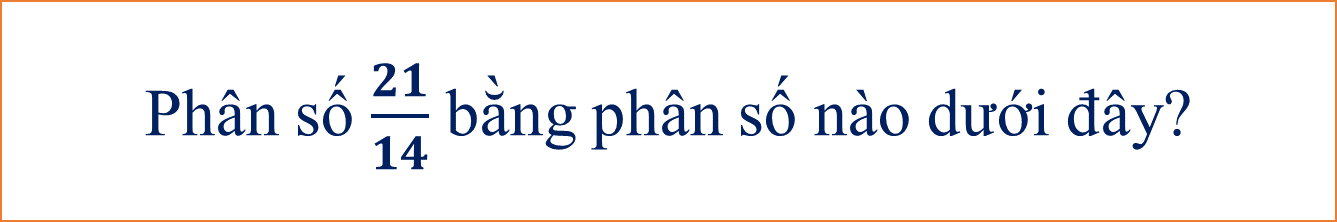 Phân số 21/14 bằng phân số nào dưới đây?